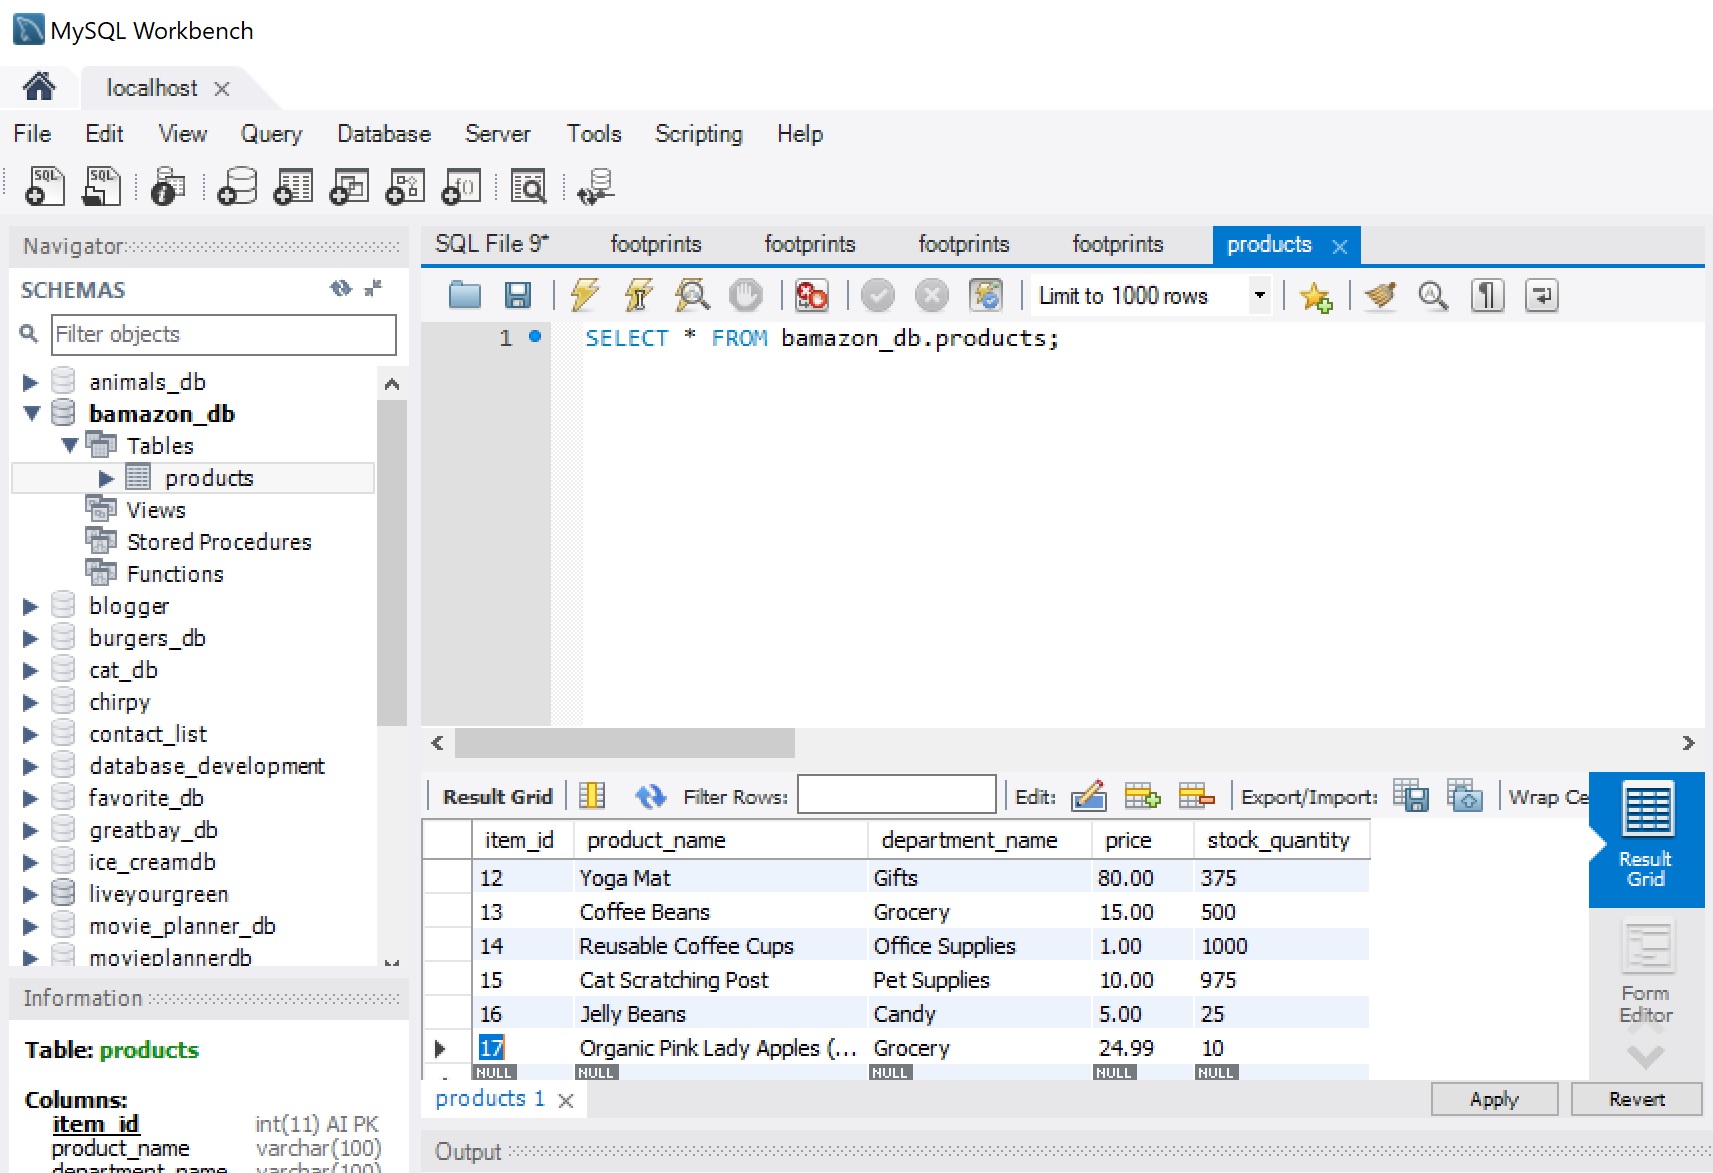 MySQL Workbench
localhost
File Edit View Query Database Server Tools Scripting Help
SQL SQL f f()
Navigator
SCHEMAS
Filter objects
animals_db
bamazon_db
Tables
products
Views
Stored Procedures
Functions
blogger
burgers_db
cat_db
chirpy
contact_list
database_development
favorite_db
greatbay_db
ice_creamdb
liveyourgreen
movie_planner_db
movieplannerdb
Information
Table: products
Columns:
item_id int(11) AI PK
product_name varchar(100)
department_name varchar(100)
SQL File 9* footprints footprints footprints footprints products
Limit to 1000 rows
1 SELECT * FROM bamazon_db.products;
Result Grid Filter Rows: Edit: Export/Import: Wrap Ce
item_id product_name department_name price stock_quantity
12 Yoga Mat Gifts 80.00 375
13 Coffee Beans Grocery 15.00 500
14 Reusable Coffee Cups Office Supplies 1.00 1000
15 Cat Scratching Post Pet Supplies 10.00 975
16 Jelly Beans Candy 5.00 25
17 Organic Pink Lady Apples (... Grocery 24.99 10
NULL NULL NULL NULL NULL
Result
Grid
Form
Editor
products 1
Apply Revert
Output